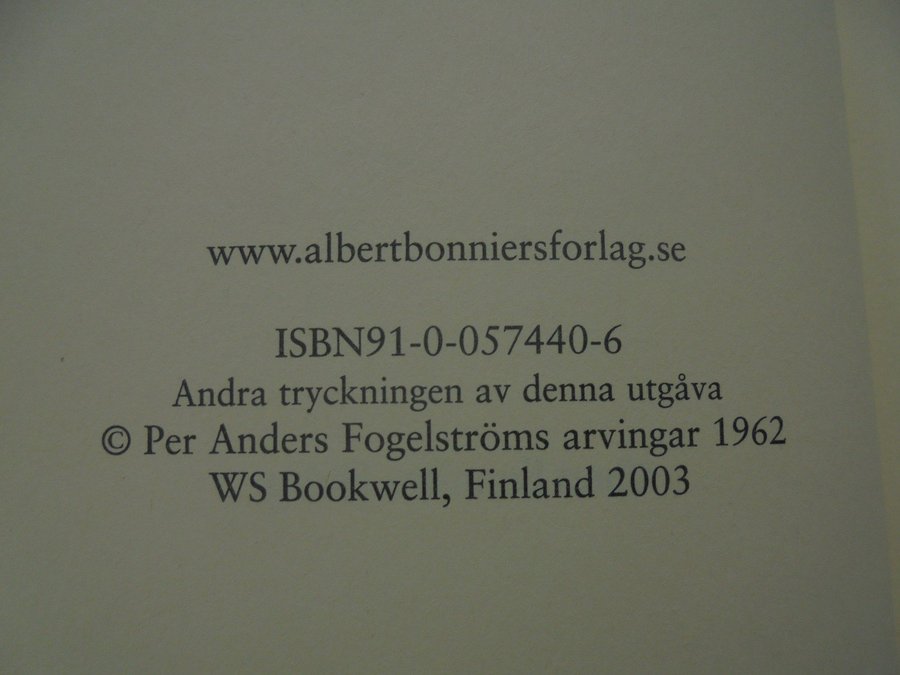 www.albertbonniersforlag.se
ISBN91-0-057440-6
Andra tryckningen av denna utgåva
© Per Anders Fogelströms arvingar 1962
WS Bookwell, Finland 2003